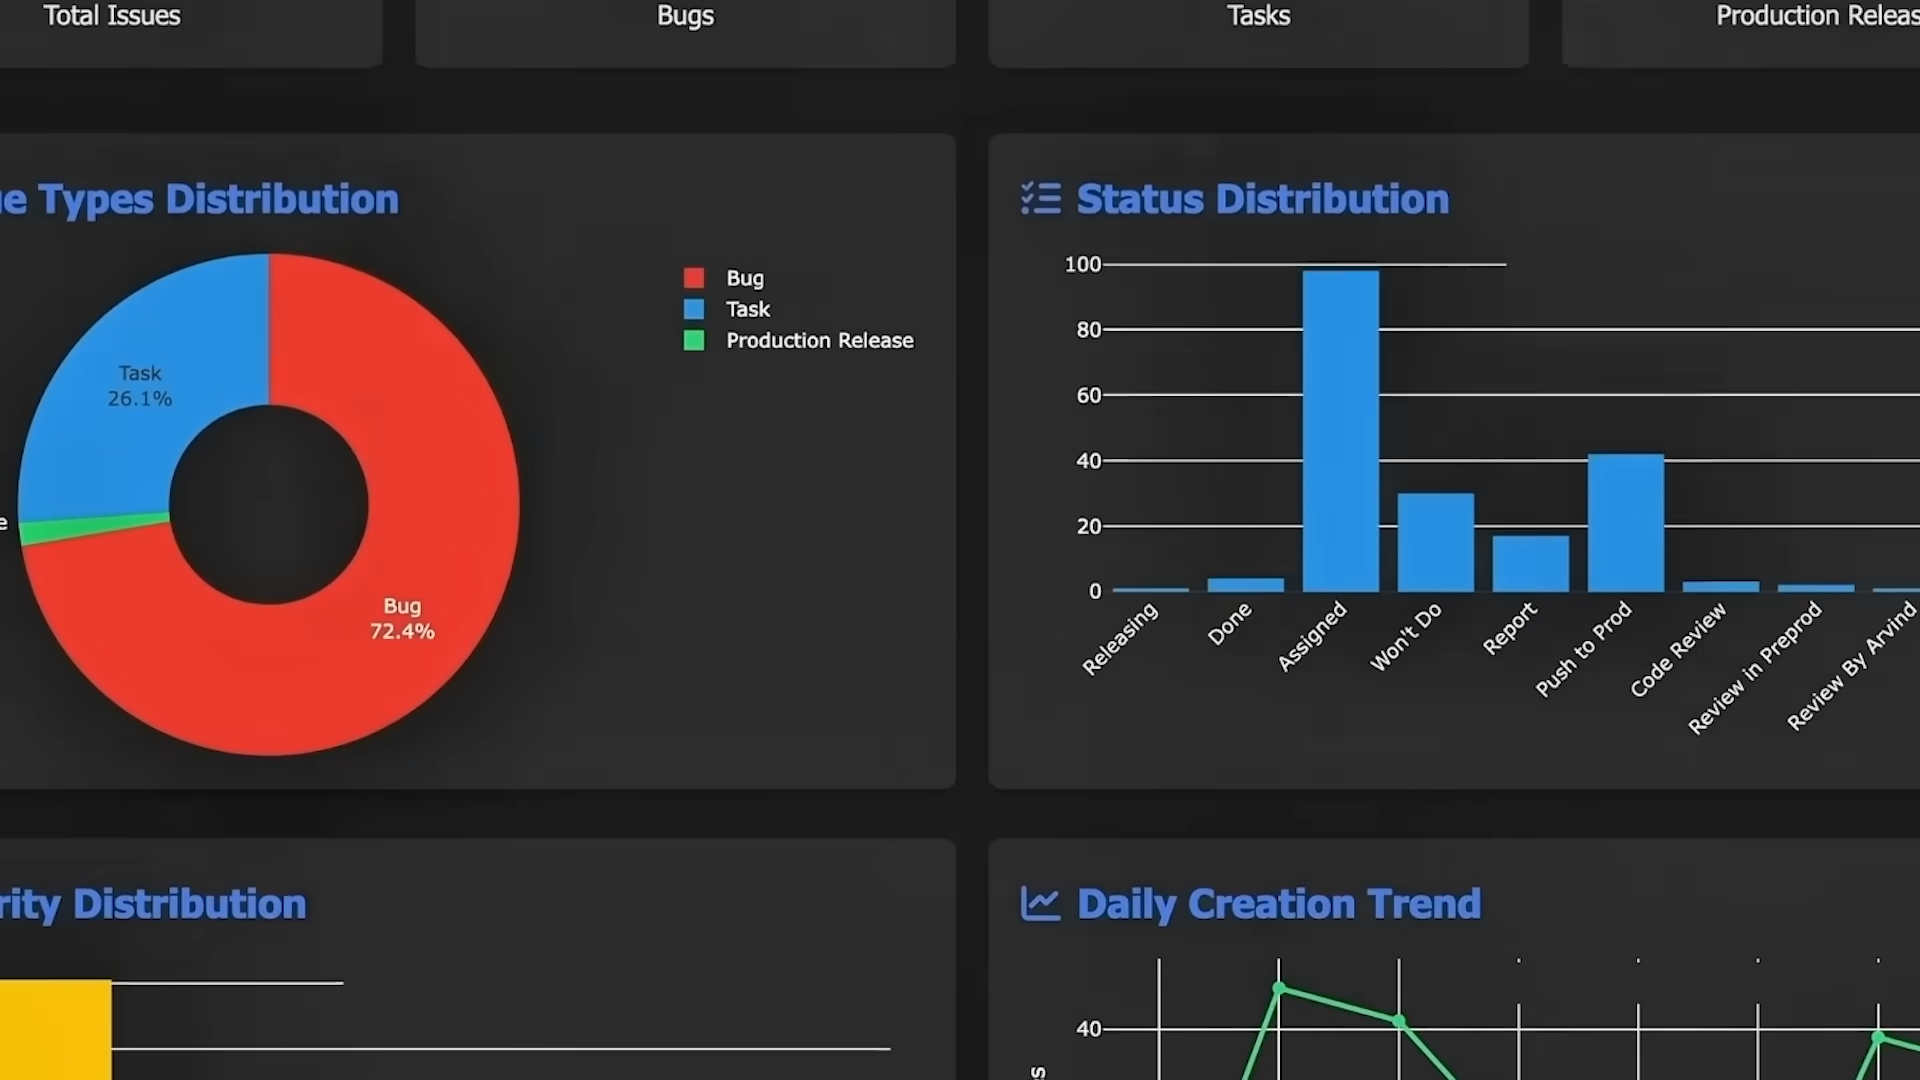 Total Issues
Bugs
Tasks
Production Releas
e Types Distribution
Bug
Task
Production Release
Task
26.1%
e
Bug
72.4%
Status Distribution
100
80
60
40
20
0
Releasing
Done
Assigned
Won't Do
Report
Push to Prod
Code Review
Review in Preprod
Review By Arvind
rity Distribution
Daily Creation Trend
40
s